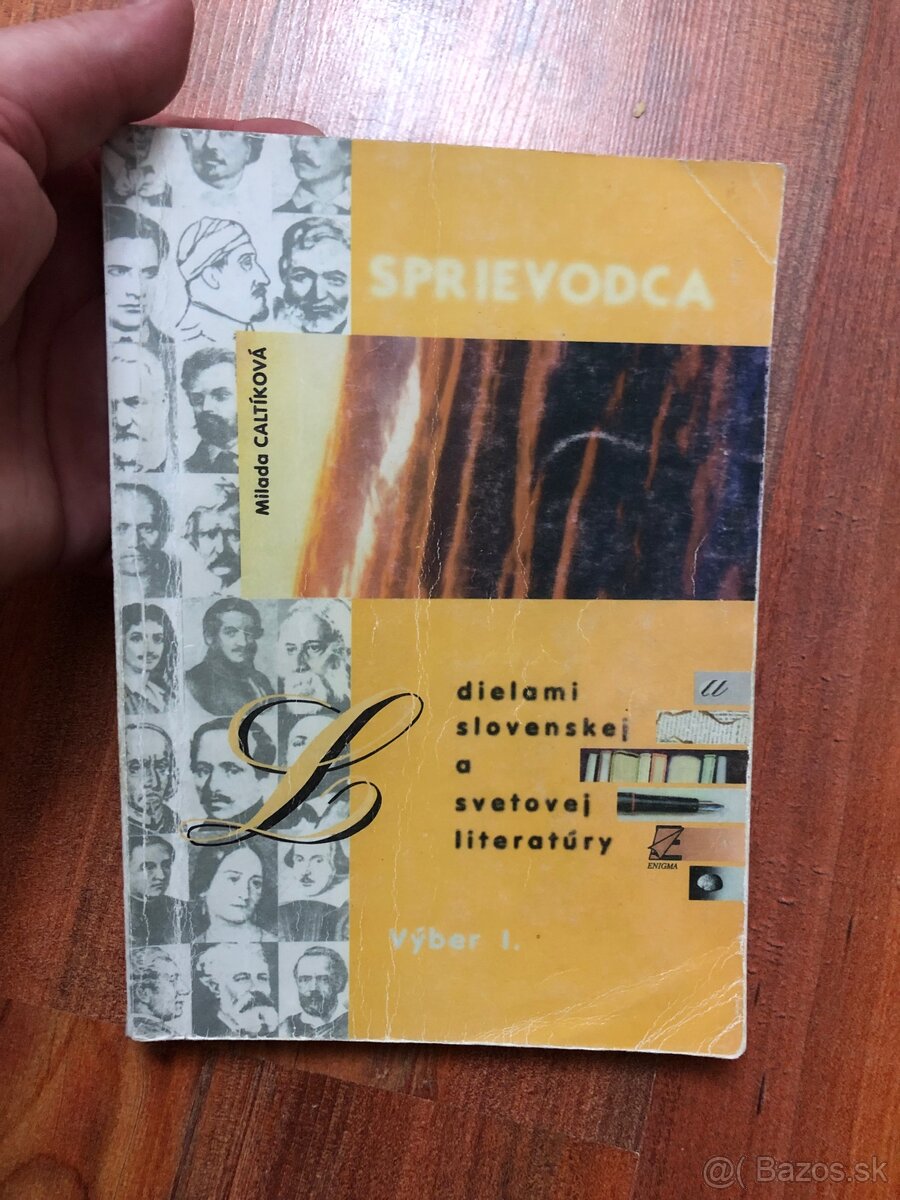 SPRIEVODCA
Milada CALTÍKOVÁ
L
dielami
slovenskej
a
svetovej
literatúry
u
ENIGMA
Výber I.
@( Bazos.sk